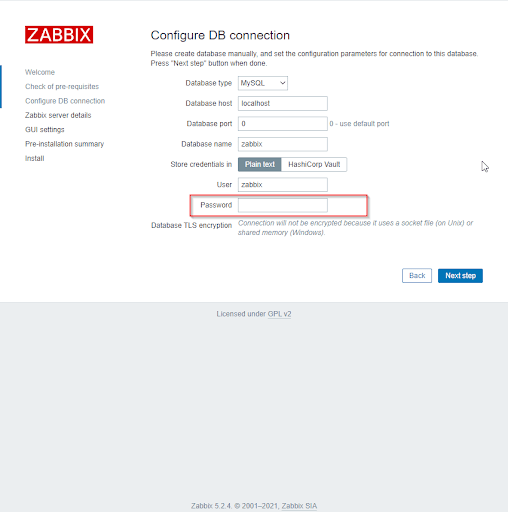 ZABBIX
Welcome
Check of pre-requisites
Configure DB connection
Zabbix server details
GUI settings
Pre-installation summary
Install
Configure DB connection
Please create database manually, and set the configuration parameters for connection to this database.
Press "Next step" button when done.
Database type MySQL
Database host localhost
Database port 0 0 - use default port
Database name zabbix
Store credentials in Plain text HashiCorp Vault
User zabbix
Password
Database TLS encryption Connection will not be encrypted because it uses a socket file (on Unix) or
shared memory (Windows).
Back Next step
Licensed under GPL v2
Zabbix 5.2.4. © 2001–2021, Zabbix SIA